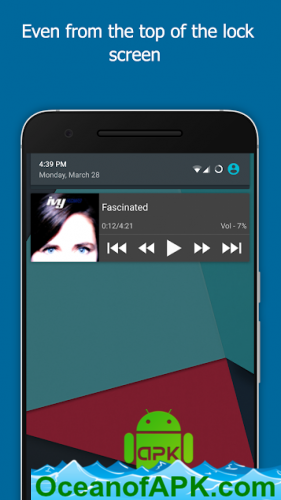 Even from the top of the lock
screen
4:39 PM
Monday, March 28
ivy
Fascinated
0:12/4:21
Vol - 7%
apk
OceanofAPK.com